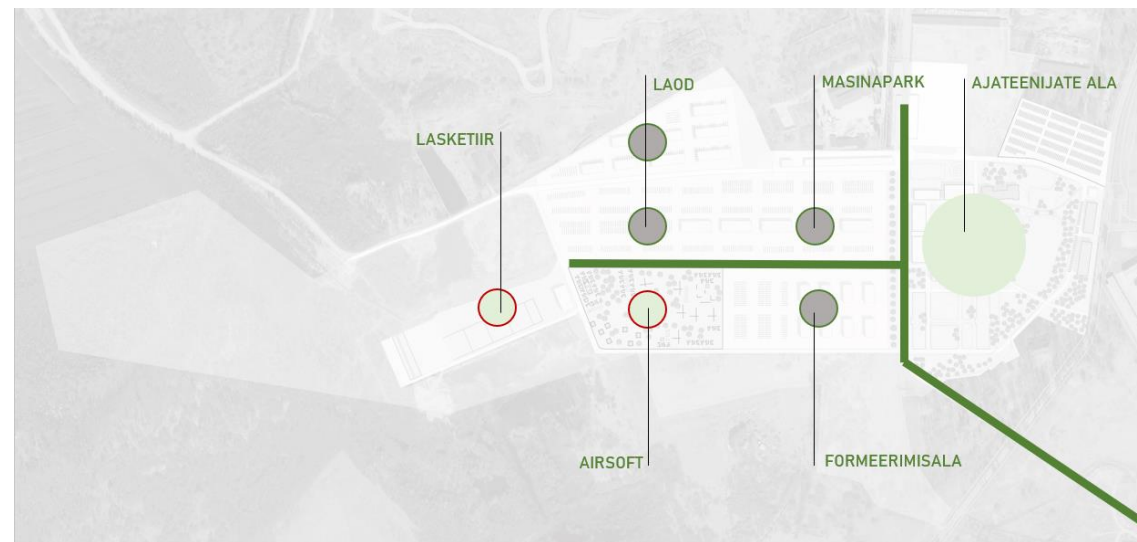 LAOD
MASINAPARK
AJATEENIJATE ALA
LASKETIIR
AIRSOFT
FORMEERIMISALA